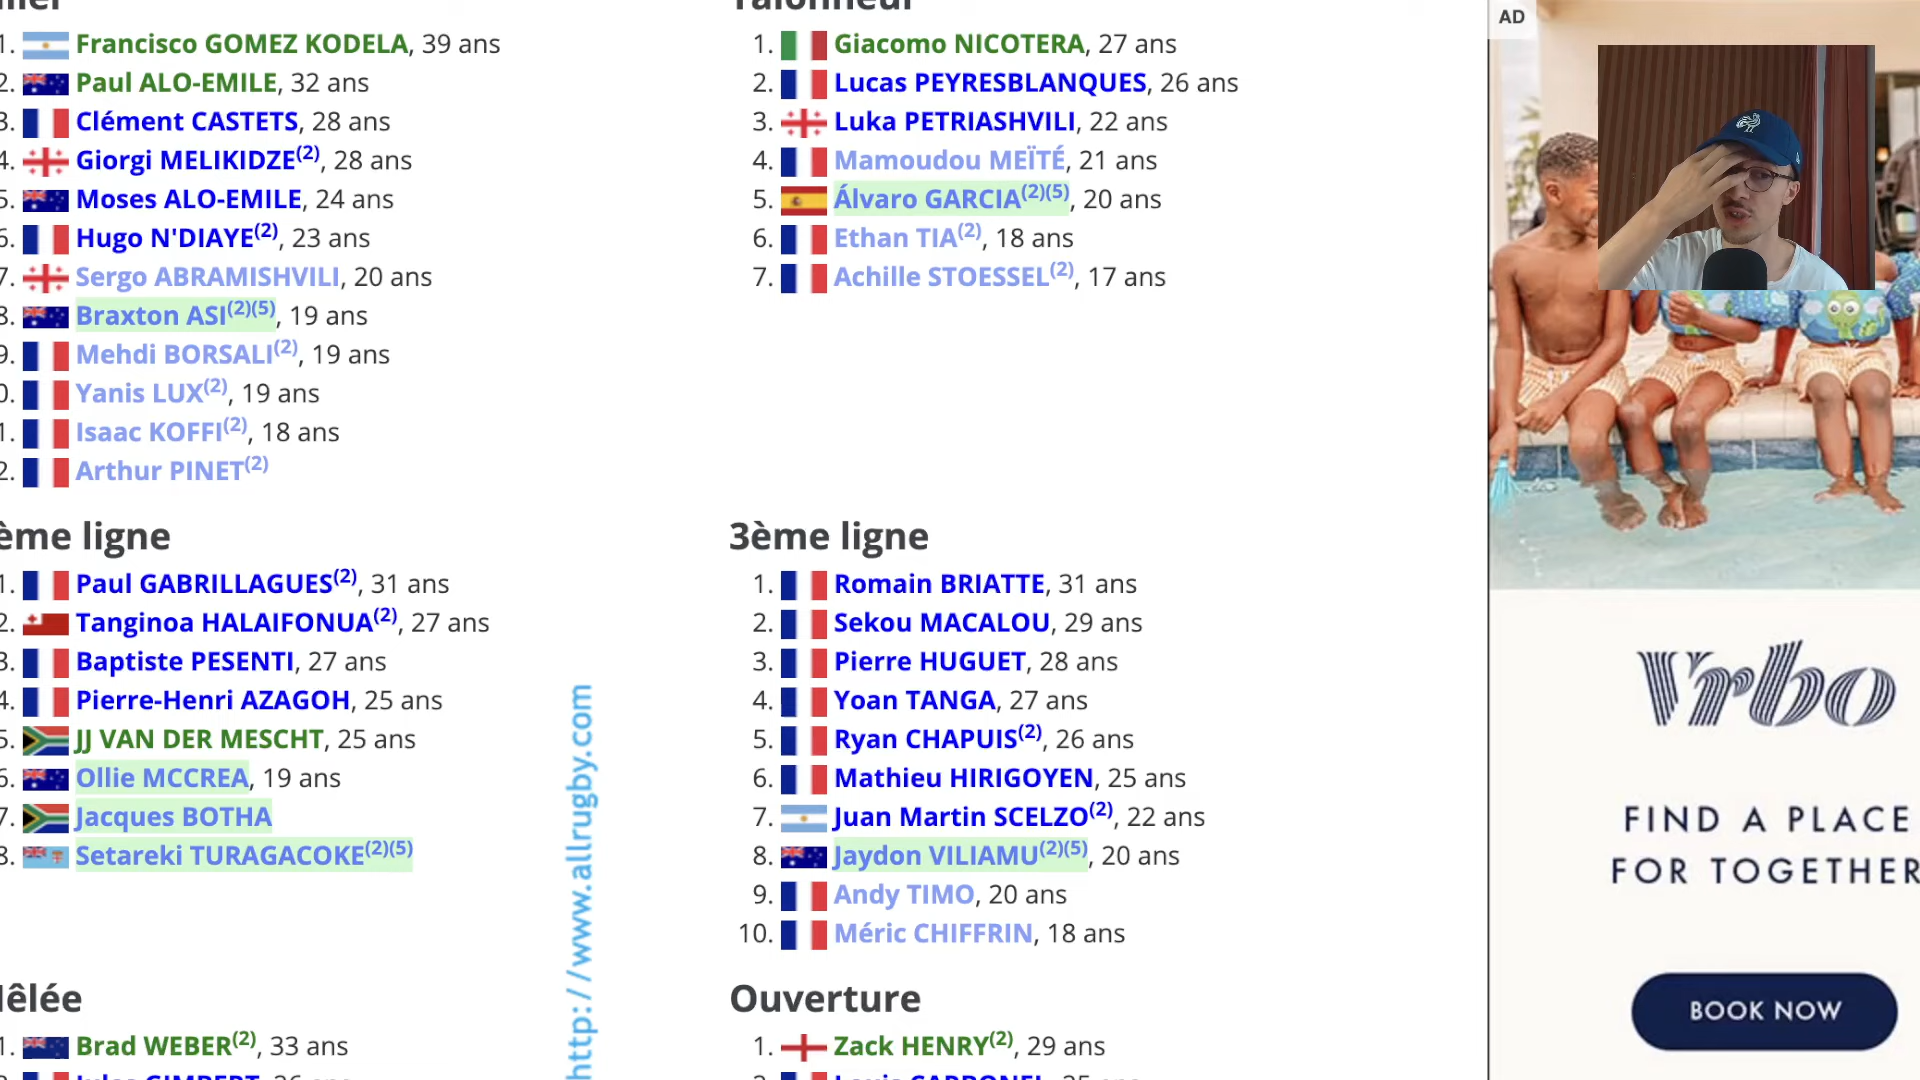 Talonneur
1. Francisco GOMEZ KODELA, 39 ans
2. Paul ALO-EMILE, 32 ans
3. Clément CASTETS, 28 ans
4. Giorgi MELIKIDZE(2), 28 ans
5. Moses ALO-EMILE, 24 ans
6. Hugo N'DIAYE(2), 23 ans
7. Sergo ABRAMISHVILI, 20 ans
8. Braxton ASI(2)(5), 19 ans
9. Mehdi BORSALI(2), 19 ans
0. Yanis LUX(2), 19 ans
1. Isaac KOFFI(2), 18 ans
2. Arthur PINET(2)
1. Giacomo NICOTERA, 27 ans
2. Lucas PEYRESBLANQUES, 26 ans
3. Luka PETRIASHVILI, 22 ans
4. Mamoudou MEÏTÉ, 21 ans
5. Álvaro GARCIA(2)(5), 20 ans
6. Ethan TIA(2), 18 ans
7. Achille STOESSEL(2), 17 ans
ème ligne
1. Paul GABRILLAGUES(2), 31 ans
2. Tanginoa HALAIFONUA(2), 27 ans
3. Baptiste PESENTI, 27 ans
4. Pierre-Henri AZAGOH, 25 ans
5. JJ VAN DER MESCHT, 25 ans
6. Ollie MCCREA, 19 ans
7. Jacques BOTHA
8. Setareki TURAGACOKE(2)(5)
3ème ligne
1. Romain BRIATTE, 31 ans
2. Sekou MACALOU, 29 ans
3. Pierre HUGUET, 28 ans
4. Yoan TANGA, 27 ans
5. Ryan CHAPUIS(2), 26 ans
6. Mathieu HIRIGOYEN, 25 ans
7. Juan Martin SCELZO(2), 22 ans
8. Jaydon VILIAMU(2)(5), 20 ans
9. Andy TIMO, 20 ans
10. Méric CHIFFRIN, 18 ans
http://www.allrugby.com
êlée
1. Brad WEBER(2), 33 ans
Jules GIMBERT, 26 ans
Ouverture
1. Zack HENRY(2), 29 ans
Louis CARBONEL, 25 ans
AD
Vrbo
FIND A PLACE
FOR TOGETHER
BOOK NOW